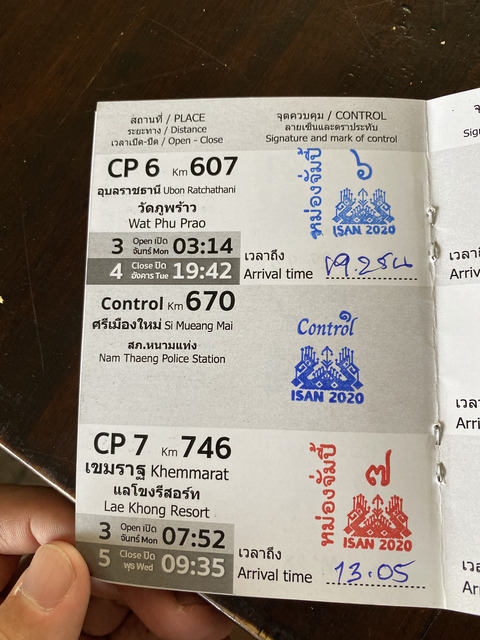 สถานที่ / PLACE
ระยะทาง / Distance
เวลาเปิด-ปิด / Open - Close
จุดควบคุม / CONTROL
ลายเซ็นและตราประทับ
Signature and mark of control
CP 6 Km 607
อุบลราชธานี Ubon Ratchathani
วัดภูพร้าว
Wat Phu Prao
3 Open เปิด จันทร์ Mon 03:14
4 Close ปิด อังคาร Tue 19:42
หม่องจั๊มปี้
๖
ISAN 2020
เวลาถึง
Arrival time
Control Km 670
ศรีเมืองใหม่ Si Mueang Mai
สภ.หนามแท่ง
Nam Thaeng Police Station
Control
ISAN 2020
CP 7 Km 746
เขมราฐ Khemmarat
แลโขงรีสอร์ท
Lae Khong Resort
3 Open เปิด จันทร์ Mon 07:52
5 Close ปิด พุธ Wed 09:35
หม่องจั๊มปี้
๗
ISAN 2020
เวลาถึง
Arrival time 13.05